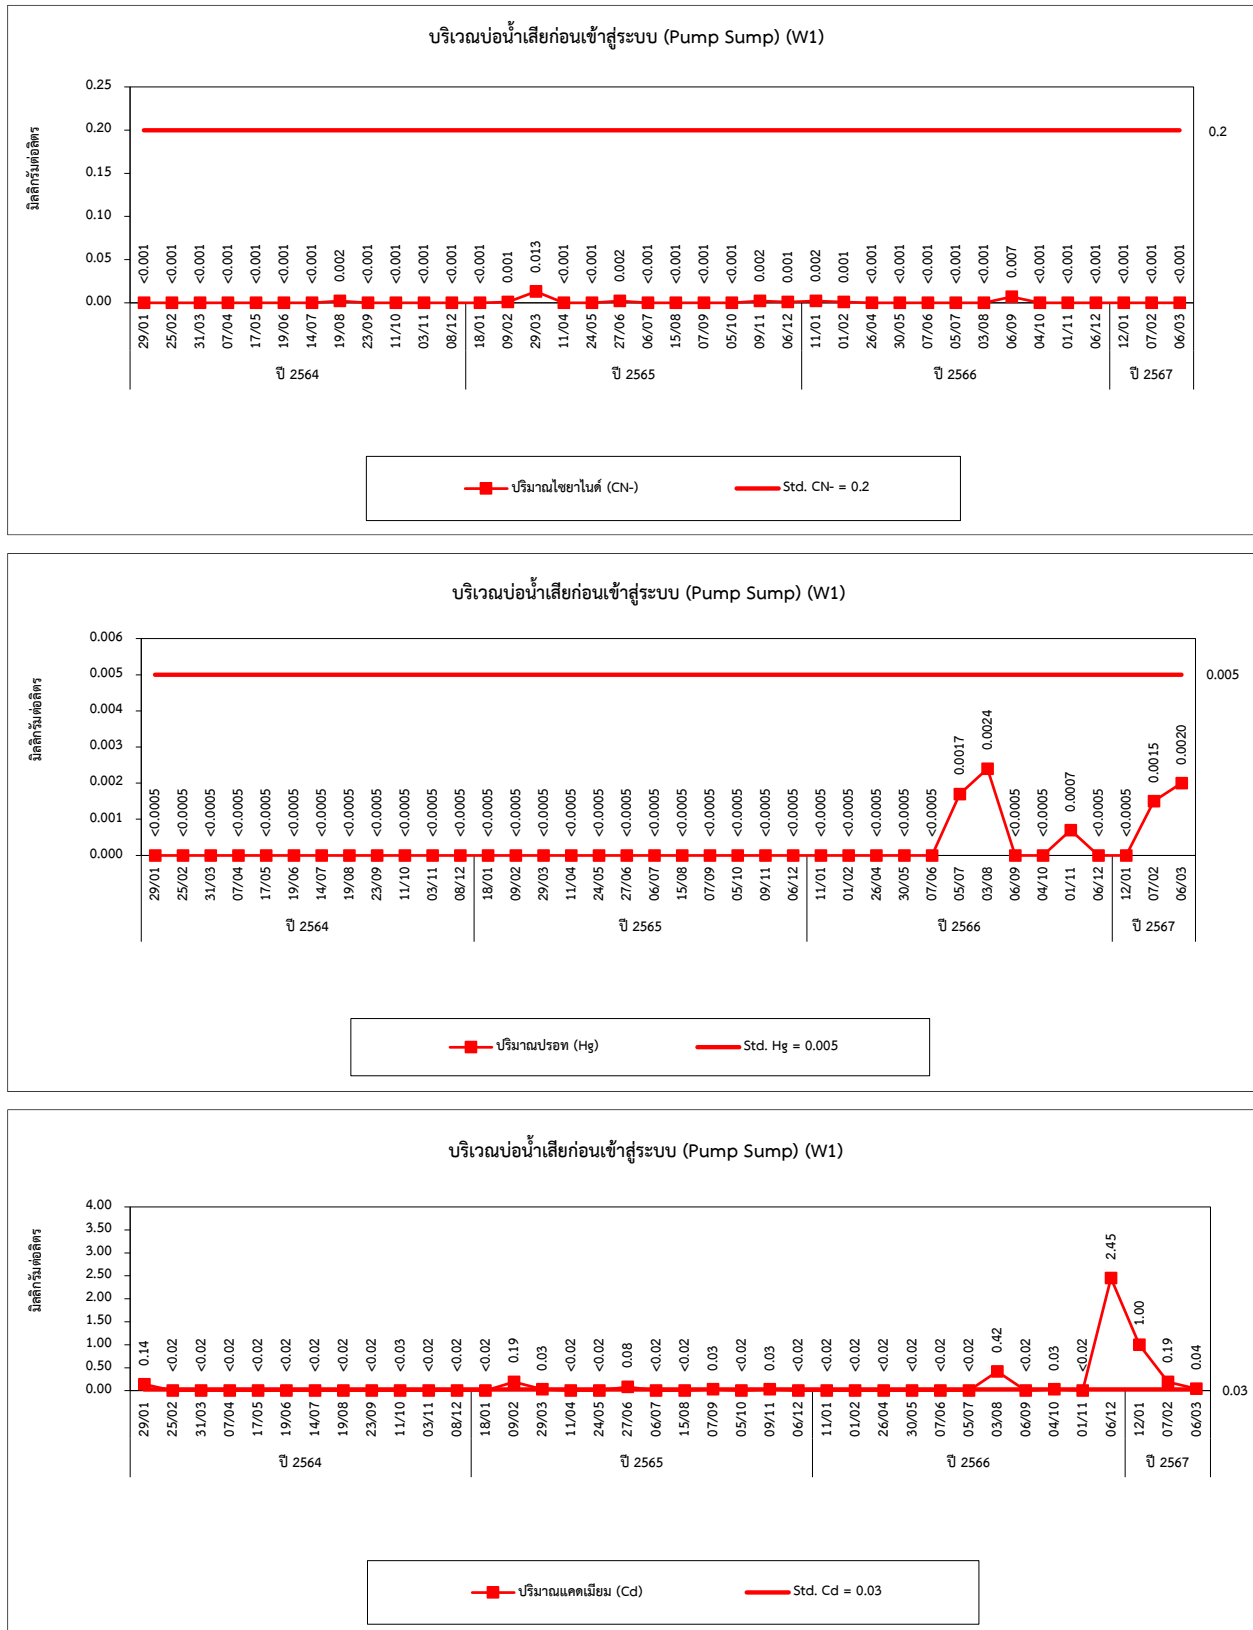 บริเวณบ่อน้ำเสียก่อนเข้าสู่ระบบ (Pump Sump) (W1)
มิลลิกรัมต่อลิตร
0.25
0.20
0.15
0.10
0.05
0.00
0.2
<0.001 <0.001 <0.001 <0.001 <0.001 <0.001 <0.001 0.002 <0.001 <0.001 <0.001 <0.001 <0.001 0.001 0.013 <0.001 <0.001 0.002 <0.001 <0.001 <0.001 <0.001 0.002 0.001 0.002 0.001 <0.001 <0.001 <0.001 <0.001 <0.001 0.007 <0.001 <0.001 <0.001 <0.001 <0.001 <0.001
29/01 25/02 31/03 07/04 17/05 19/06 14/07 19/08 23/09 11/10 03/11 08/12 18/01 09/02 29/03 11/04 24/05 27/06 06/07 15/08 07/09 05/10 09/11 06/12 11/01 01/02 26/04 30/05 07/06 05/07 03/08 06/09 04/10 01/11 06/12 12/01 07/02 06/03
ปี 2564 ปี 2565 ปี 2566 ปี 2567
ปริมาณไซยาไนด์ (CN-) Std. CN- = 0.2
บริเวณบ่อน้ำเสียก่อนเข้าสู่ระบบ (Pump Sump) (W1)
มิลลิกรัมต่อลิตร
0.006
0.005
0.004
0.003
0.002
0.001
0.000
0.005
<0.0005 <0.0005 <0.0005 <0.0005 <0.0005 <0.0005 <0.0005 <0.0005 <0.0005 <0.0005 <0.0005 <0.0005 <0.0005 <0.0005 <0.0005 <0.0005 <0.0005 <0.0005 <0.0005 <0.0005 <0.0005 <0.0005 <0.0005 <0.0005 <0.0005 <0.0005 <0.0005 <0.0005 <0.0005 0.0017 0.0024 <0.0005 <0.0005 0.0007 <0.0005 <0.0005 0.0015 0.0020
29/01 25/02 31/03 07/04 17/05 19/06 14/07 19/08 23/09 11/10 03/11 08/12 18/01 09/02 29/03 11/04 24/05 27/06 06/07 15/08 07/09 05/10 09/11 06/12 11/01 01/02 26/04 30/05 07/06 05/07 03/08 06/09 04/10 01/11 06/12 12/01 07/02 06/03
ปี 2564 ปี 2565 ปี 2566 ปี 2567
ปริมาณปรอท (Hg) Std. Hg = 0.005
บริเวณบ่อน้ำเสียก่อนเข้าสู่ระบบ (Pump Sump) (W1)
มิลลิกรัมต่อลิตร
4.00
3.50
3.00
2.50
2.00
1.50
1.00
0.50
0.00
0.03
0.14 <0.02 <0.02 <0.02 <0.02 <0.02 <0.02 <0.02 <0.02 <0.03 <0.02 <0.02 <0.02 0.19 0.03 <0.02 <0.02 0.08 <0.02 <0.02 0.03 <0.02 0.03 <0.02 <0.02 <0.02 <0.02 <0.02 <0.02 <0.02 0.42 <0.02 0.03 <0.02 2.45 1.00 0.19 0.04
29/01 25/02 31/03 07/04 17/05 19/06 14/07 19/08 23/09 11/10 03/11 08/12 18/01 09/02 29/03 11/04 24/05 27/06 06/07 15/08 07/09 05/10 09/11 06/12 11/01 01/02 26/04 30/05 07/06 05/07 03/08 06/09 04/10 01/11 06/12 12/01 07/02 06/03
ปี 2564 ปี 2565 ปี 2566 ปี 2567
ปริมาณแคดเมียม (Cd) Std. Cd = 0.03